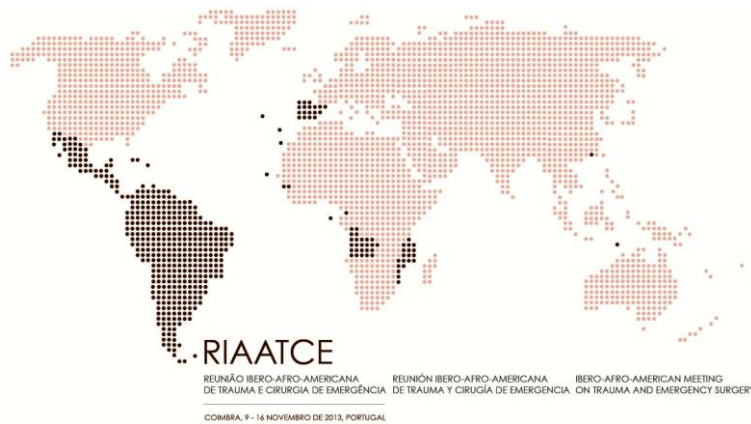 RIAATCE
REUNIÃO IBERO-AFRO-AMERICANA
DE TRAUMA E CIRURGIA DE EMERGÊNCIA
REUNIÓN IBERO-AFRO-AMERICANA
DE TRAUMA Y CIRUGÍA DE EMERGENCIA
IBERO-AFRO-AMERICAN MEETING
ON TRAUMA AND EMERGENCY SURGERY
COIMBRA, 9 - 16 NOVEMBRO DE 2013, PORTUGAL